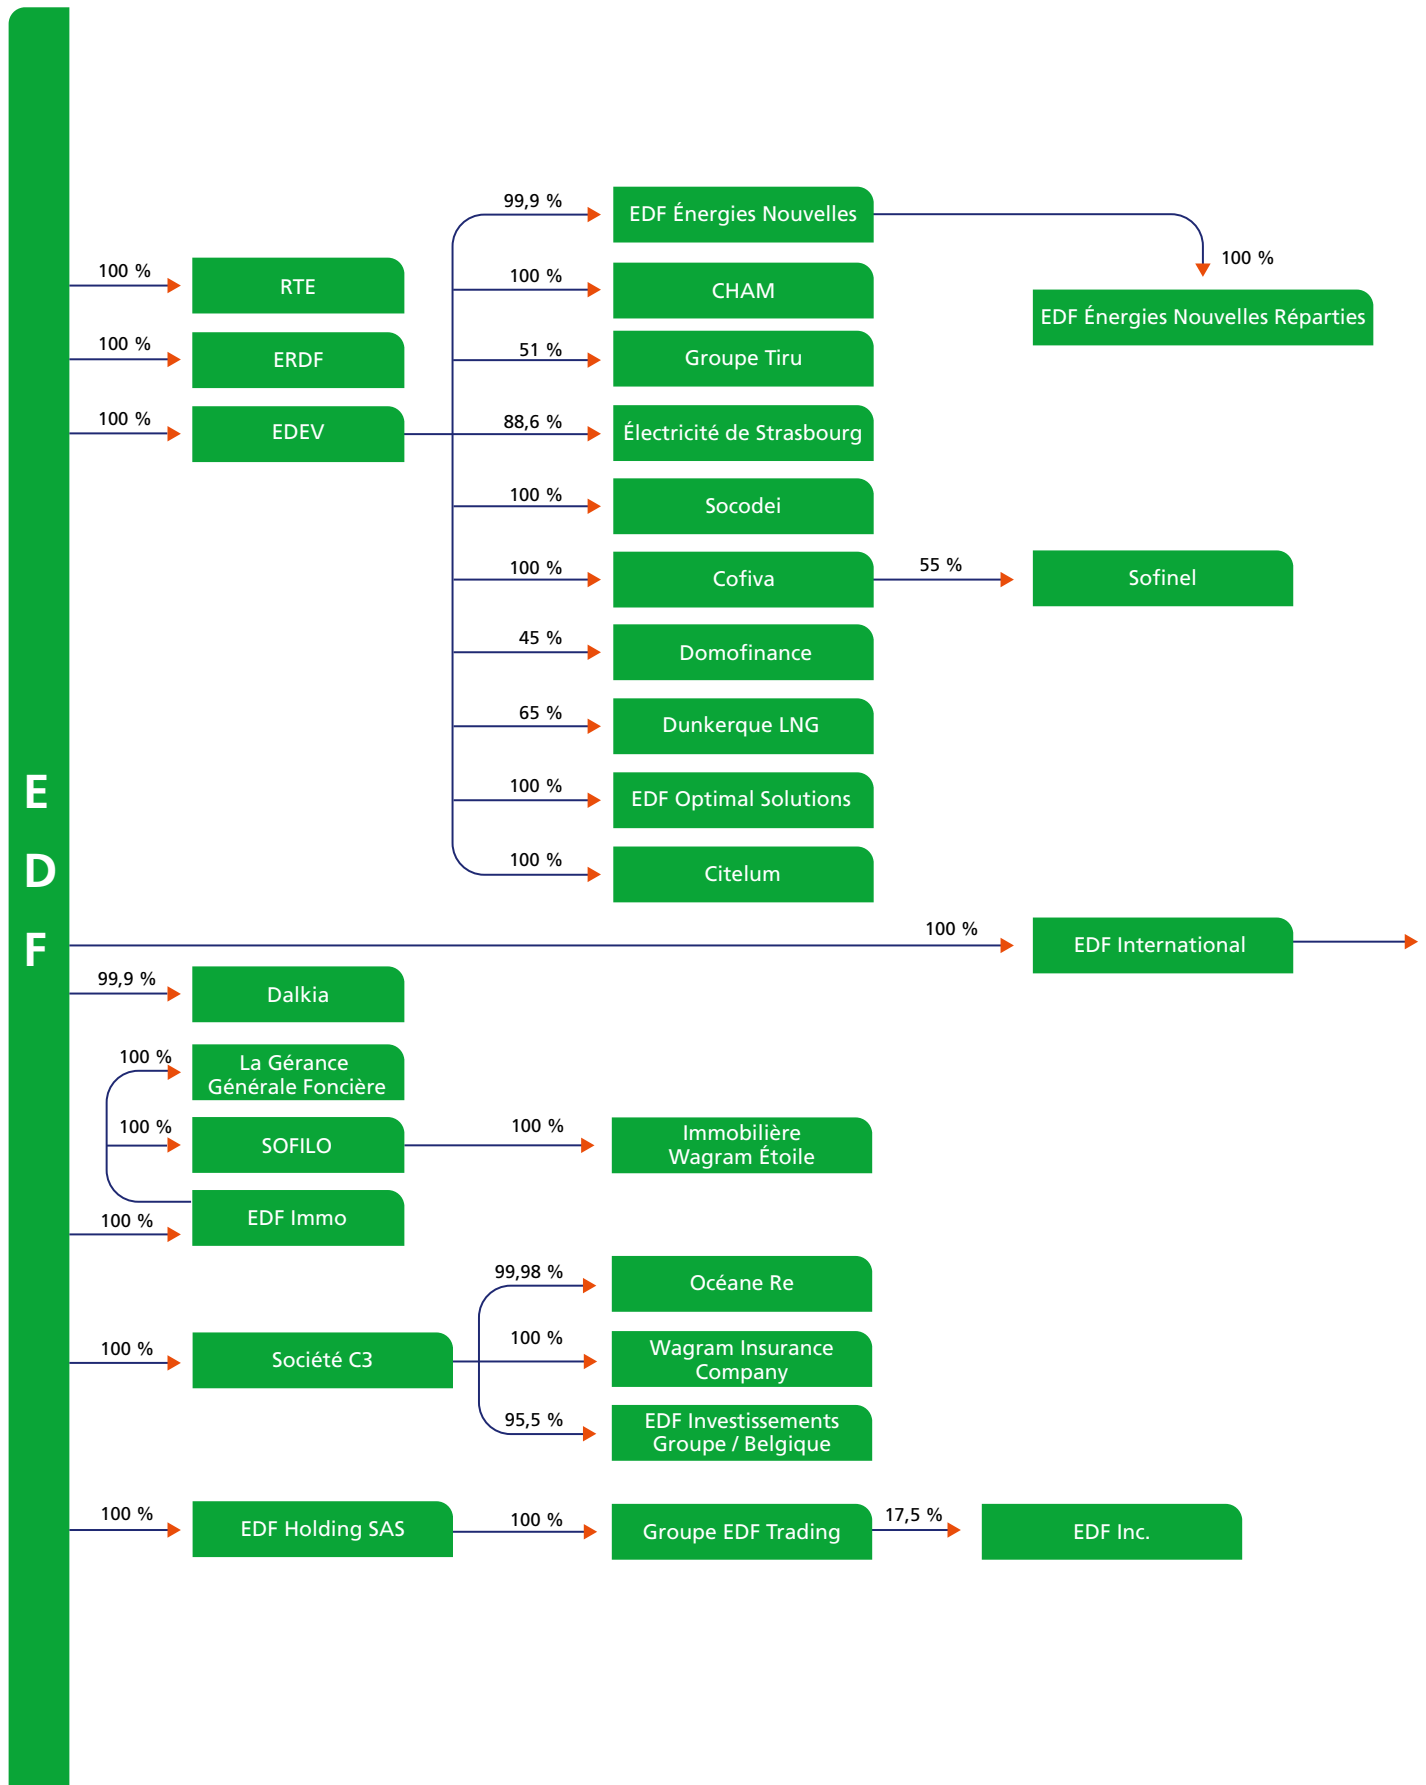 E
D
F
100 %
RTE
100 %
ERDF
100 %
EDEV
99,9 %
EDF Énergies Nouvelles
100 %
EDF Énergies Nouvelles Réparties
100 %
CHAM
51 %
Groupe Tiru
88,6 %
Électricité de Strasbourg
100 %
Socodei
100 %
Cofiva
55 %
Sofinel
45 %
Domofinance
65 %
Dunkerque LNG
100 %
EDF Optimal Solutions
100 %
Citelum
100 %
EDF International
99,9 %
Dalkia
100 %
La Gérance
Générale Foncière
100 %
SOFILO
100 %
Immobilière
Wagram Étoile
100 %
EDF Immo
100 %
Société C3
99,98 %
Océane Re
100 %
Wagram Insurance
Company
95,5 %
EDF Investissements
Groupe / Belgique
100 %
EDF Holding SAS
100 %
Groupe EDF Trading
17,5 %
EDF Inc.